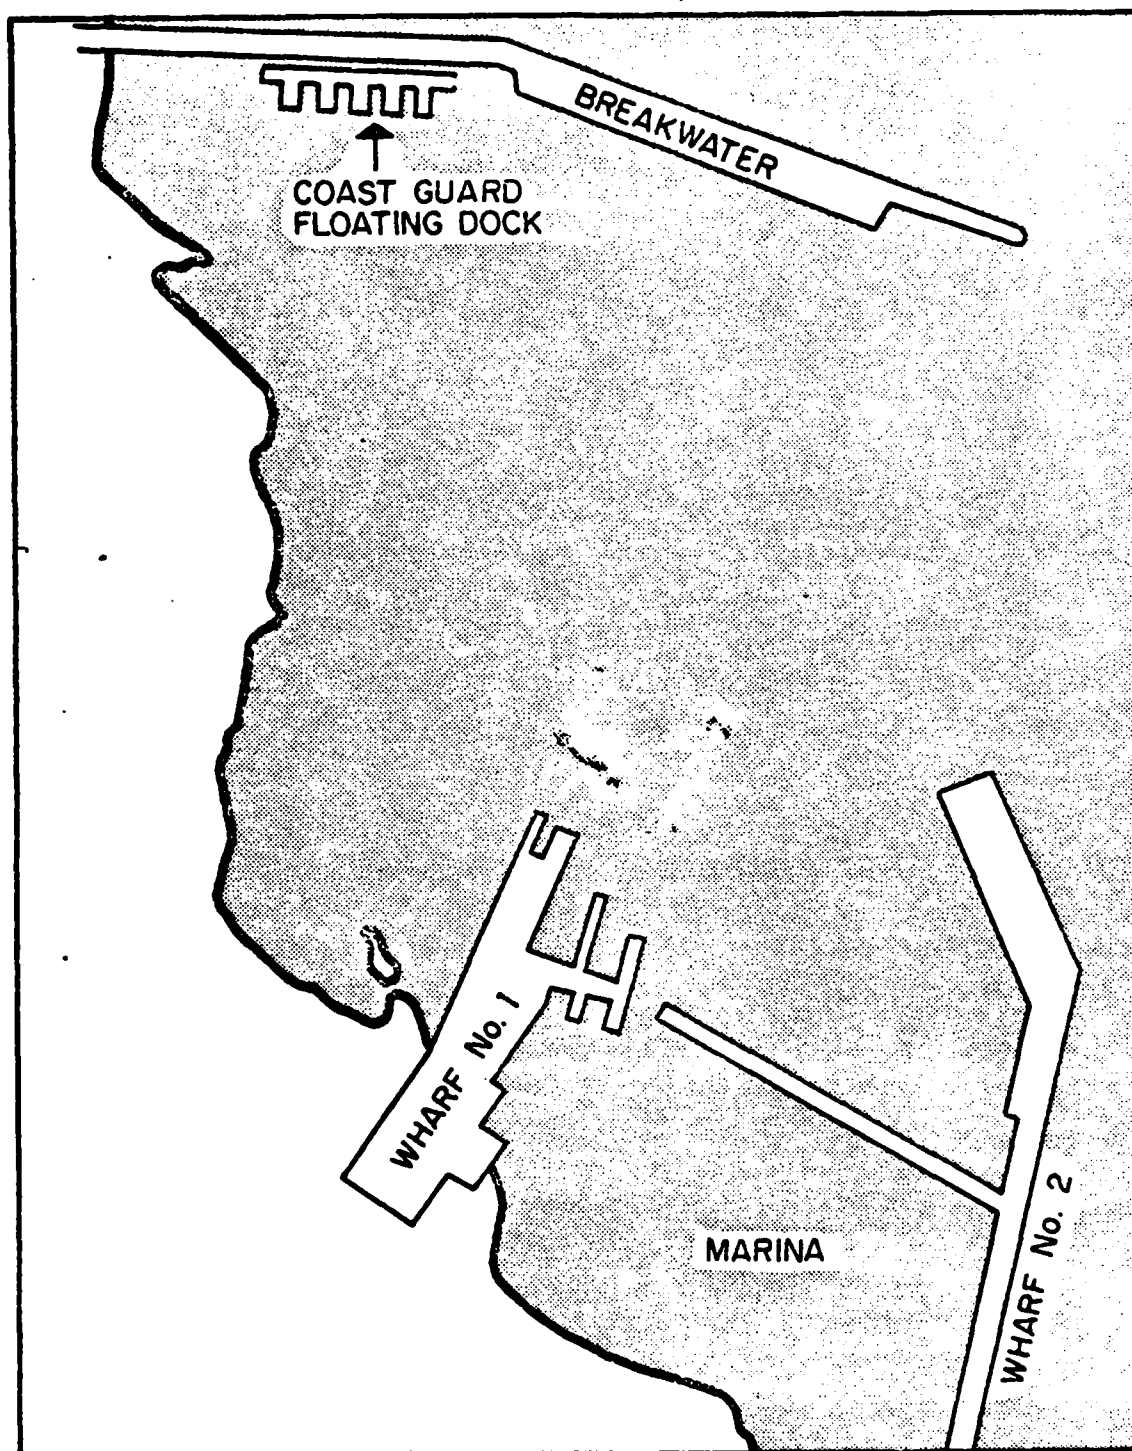 BREAKWATER
COAST GUARD
FLOATING DOCK
WHARF No. 1
MARINA
WHARF No. 2